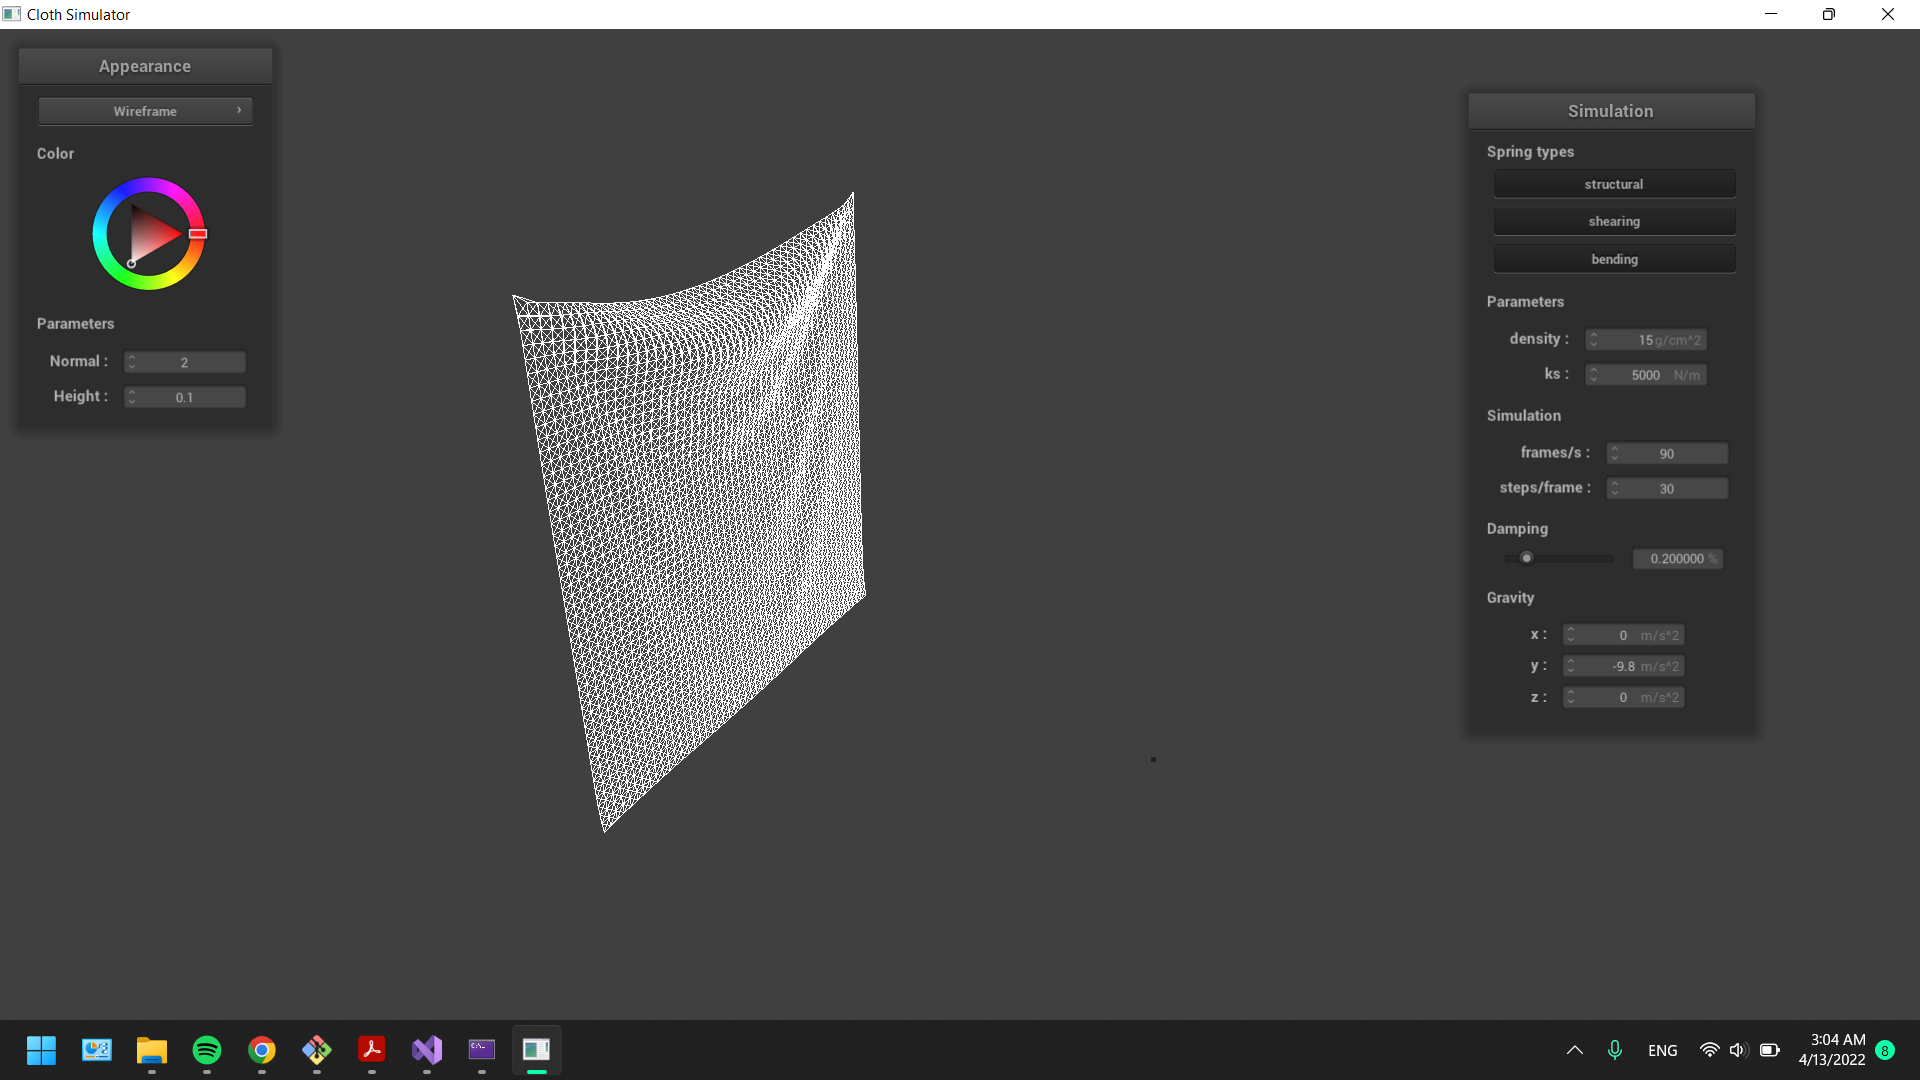 Cloth Simulator
Appearance
Wireframe
Color
Parameters
Normal : 2
Height : 0.1
Simulation
Spring types
structural
shearing
bending
Parameters
density : 15 g/cm^2
ks : 5000 N/m
Simulation
frames/s : 90
steps/frame : 30
Damping
0.200000 %
Gravity
x : 0 m/s^2
y : -9.8 m/s^2
z : 0 m/s^2
C:\_
ENG
3:04 AM
4/13/2022
8